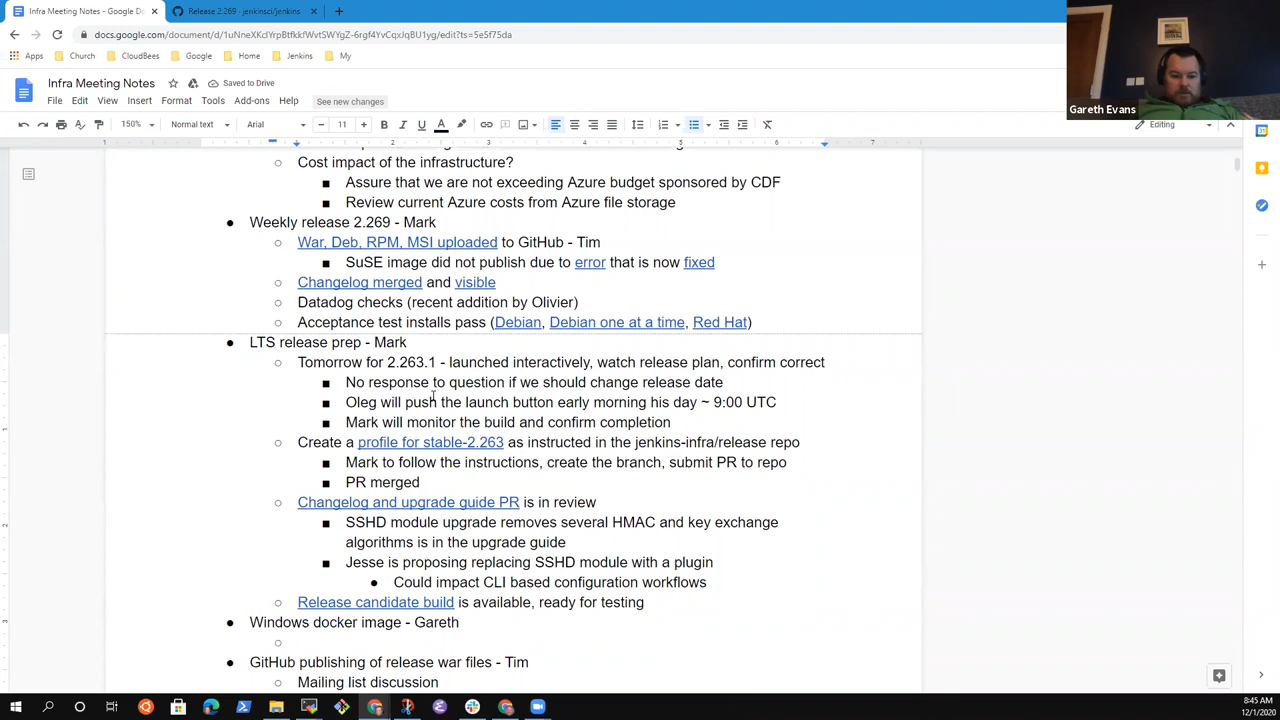 Infra Meeting Notes - Google Do
Release 2.269 · jenkinsci/jenkins
Apps
Church
CloudBees
Google
Home
Jenkins
My
Infra Meeting Notes
Saved to Drive
File Edit View Insert Format Tools Add-ons Help
See new changes
150%
Normal text
Arial
11
Editing
Gareth Evans
1 2 3 4 5 6 7
Cost impact of the infrastructure?
Assure that we are not exceeding Azure budget sponsored by CDF
Review current Azure costs from Azure file storage
Weekly release 2.269 - Mark
War, Deb, RPM, MSI uploaded to GitHub - Tim
SuSE image did not publish due to error that is now fixed
Changelog merged and visible
Datadog checks (recent addition by Olivier)
Acceptance test installs pass (Debian, Debian one at a time, Red Hat)
LTS release prep - Mark
Tomorrow for 2.263.1 - launched interactively, watch release plan, confirm correct
No response to question if we should change release date
Oleg will push the launch button early morning his day ~ 9:00 UTC
Mark will monitor the build and confirm completion
Create a profile for stable-2.263 as instructed in the jenkins-infra/release repo
Mark to follow the instructions, create the branch, submit PR to repo
PR merged
Changelog and upgrade guide PR is in review
SSHD module upgrade removes several HMAC and key exchange
algorithms is in the upgrade guide
Jesse is proposing replacing SSHD module with a plugin
Could impact CLI based configuration workflows
Release candidate build is available, ready for testing
Windows docker image - Gareth
GitHub publishing of release war files - Tim
Mailing list discussion
8:45 AM
12/1/2020